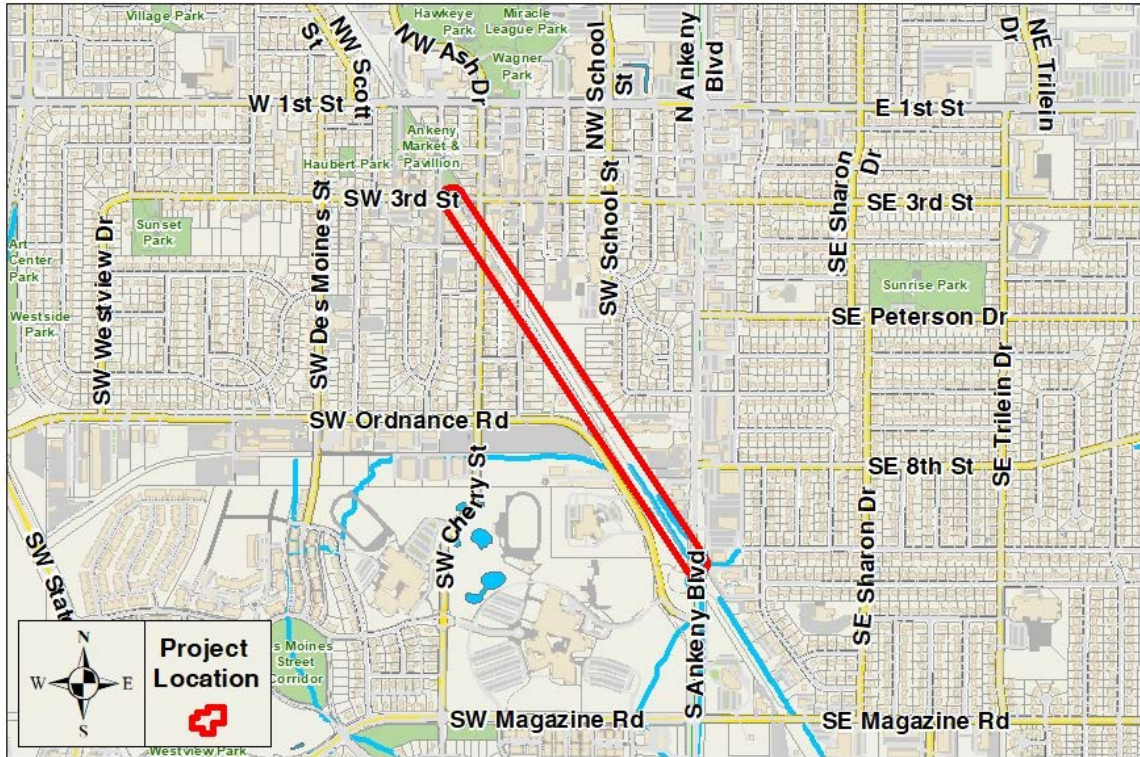 Village Park
Hawkeye
Park
Miracle
League Park
Wagner
Park
NW Scott
St
NW Ash Dr
NW School
St
N Ankeny
Blvd
NE Trilein
Dr
W 1st St
E 1st St
Ankeny
Market &
Pavillion
Haubert Park
SW 3rd St
SE 3rd St
SE Sharon
Dr
Sunset
Park
Art
Center
Park
Westside
Park
SW Westview Dr
SW Des Moines St
SW School St
Sunrise Park
SE Peterson Dr
SW Ordnance Rd
SE Trilein Dr
SE 8th St
SW Cherry St
SE Sharon Dr
SW State
S Ankeny Blvd
N
W
E
S
Project
Location
s Moines
Street
Corridor
SW Magazine Rd
SE Magazine Rd
Westview Park